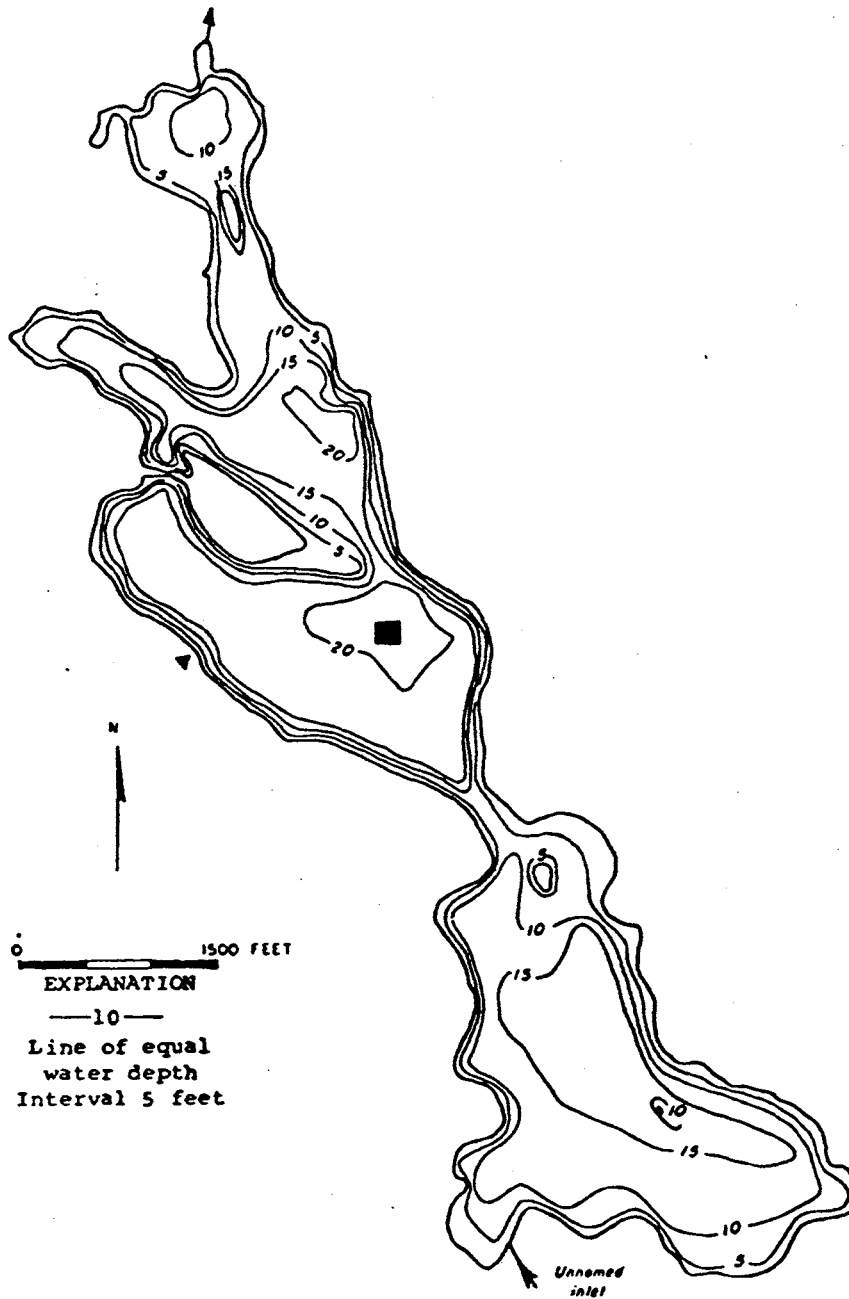 10
5
15
10
5
15
20
15
10
5
20
N
0 1500 FEET
EXPLANATION
—10—
Line of equal
water depth
Interval 5 feet
5
10
15
10
15
10
5
Unnamed
inlet